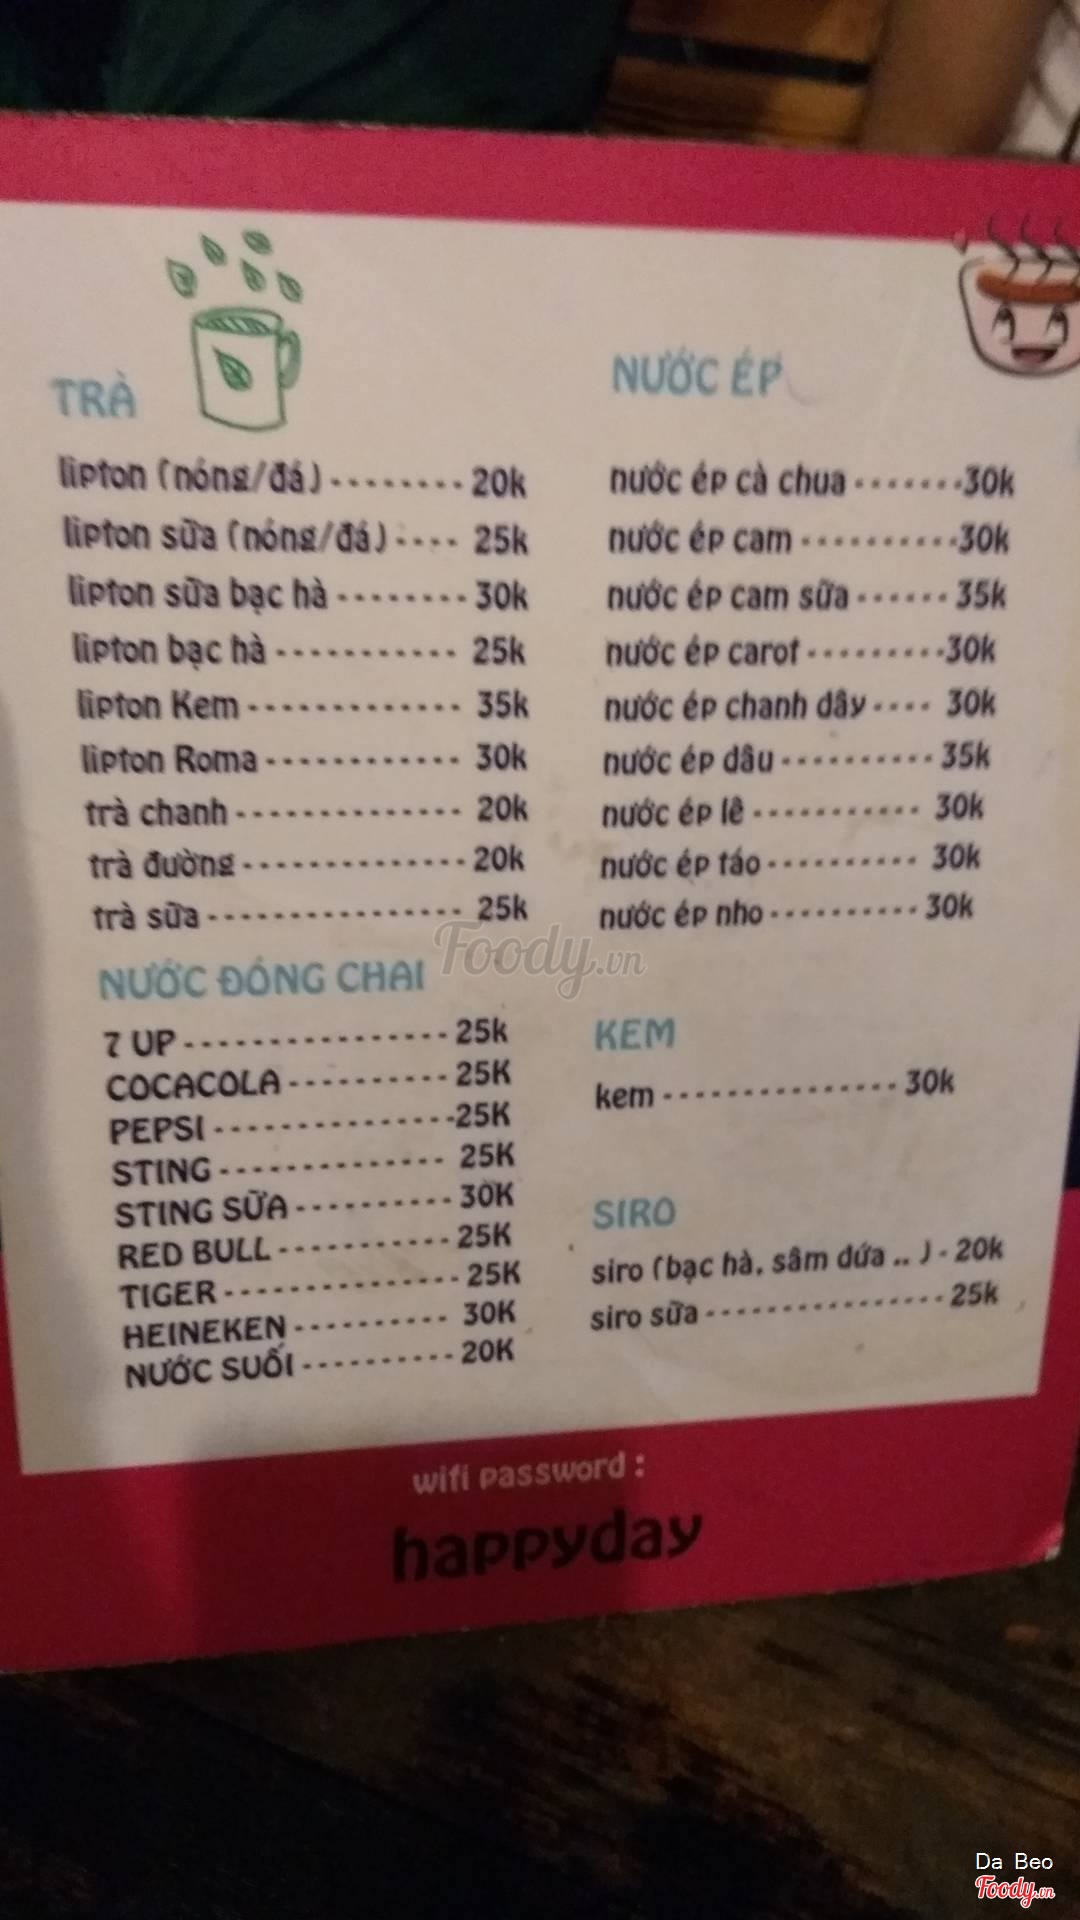 TRÀ
lipton (nóng/đá) -------- 20k
lipton sữa (nóng/đá) ---- 25k
lipton sữa bạc hà -------- 30k
lipton bạc hà ----------- 25k
lipton Kem ------------- 35k
lipton Roma ------------ 30k
trà chanh -------------- 20k
trà đường -------------- 20k
trà sữa ---------------- 25k
NƯỚC ĐÓNG CHAI
7 UP ---------------- 25k
COCACOLA ---------- 25K
PEPSI --------------- 25K
STING -------------- 25K
STING SỮA ---------- 30K
RED BULL ----------- 25K
TIGER -------------- 25K
HEINEKEN ---------- 30K
NƯỚC SUỐI ---------- 20K
NƯỚC ÉP
nước ép cà chua ------- 30k
nước ép cam ---------- 30k
nước ép cam sữa ------ 35k
nước ép carot --------- 30k
nước ép chanh dây ---- 30k
nước ép dâu ---------- 35k
nước ép lê ----------- 30k
nước ép táo ---------- 30k
nước ép nho ---------- 30k
KEM
kem --------------- 30k
SIRO
siro (bạc hà, sâm dứa .. ) - 20k
siro sữa ---------------- 25k
wifi password :
happyday
Foody.vn
Da Beo
Foody.vn